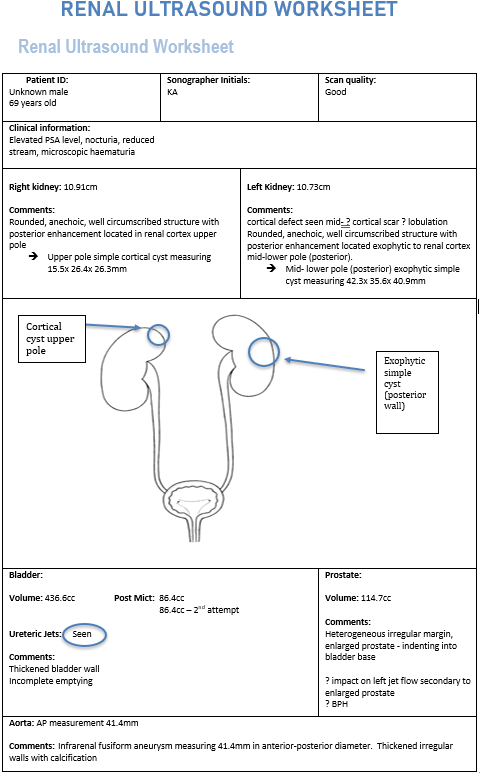 RENAL ULTRASOUND WORKSHEET
Renal Ultrasound Worksheet
Patient ID:
Unknown male
69 years old
Sonographer Initials:
KA
Scan quality:
Good
Clinical information:
Elevated PSA level, nocturia, reduced
stream, microscopic haematuria
Right kidney: 10.91cm
Comments:
Rounded, anechoic, well circumscribed structure with
posterior enhancement located in renal cortex upper
pole
➔ Upper pole simple cortical cyst measuring
15.5x 26.4x 26.3mm
Left Kidney: 10.73cm
Comments:
cortical defect seen mid- ? cortical scar ? lobulation
Rounded, anechoic, well circumscribed structure with
posterior enhancement located exophytic to renal cortex
mid-lower pole (posterior).
➔ Mid- lower pole (posterior) exophytic simple
cyst measuring 42.3x 35.6x 40.9mm
Cortical
cyst upper
pole
Exophytic
simple
cyst
(posterior
wall)
Bladder:
Volume: 436.6cc Post Mict: 86.4cc
86.4cc – 2nd attempt
Ureteric Jets: Seen
Comments:
Thickened bladder wall
Incomplete emptying
Prostate:
Volume: 114.7cc
Comments:
Heterogeneous irregular margin,
enlarged prostate - indenting into
bladder base
? impact on left jet flow secondary to
enlarged prostate
? BPH
Aorta: AP measurement 41.4mm
Comments: Infrarenal fusiform aneurysm measuring 41.4mm in anterior-posterior diameter. Thickened irregular
walls with calcification